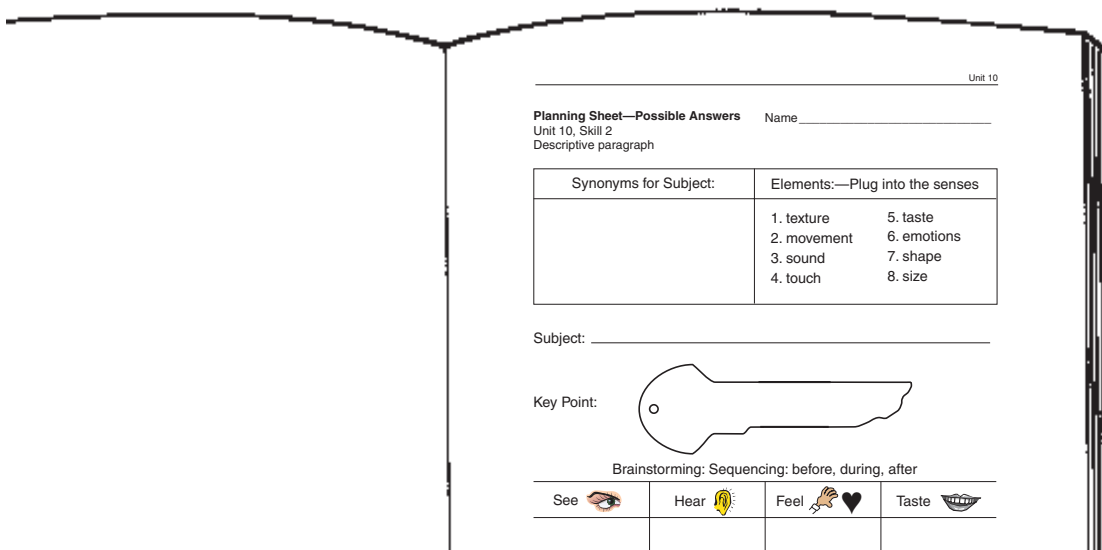 Unit 10
Planning Sheet—Possible Answers
Name
Unit 10, Skill 2
Descriptive paragraph
Synonyms for Subject:
Elements:—Plug into the senses
1. texture
2. movement
3. sound
4. touch
5. taste
6. emotions
7. shape
8. size
Subject:
Key Point:
Brainstorming: Sequencing: before, during, after
See
Hear
Feel
Taste